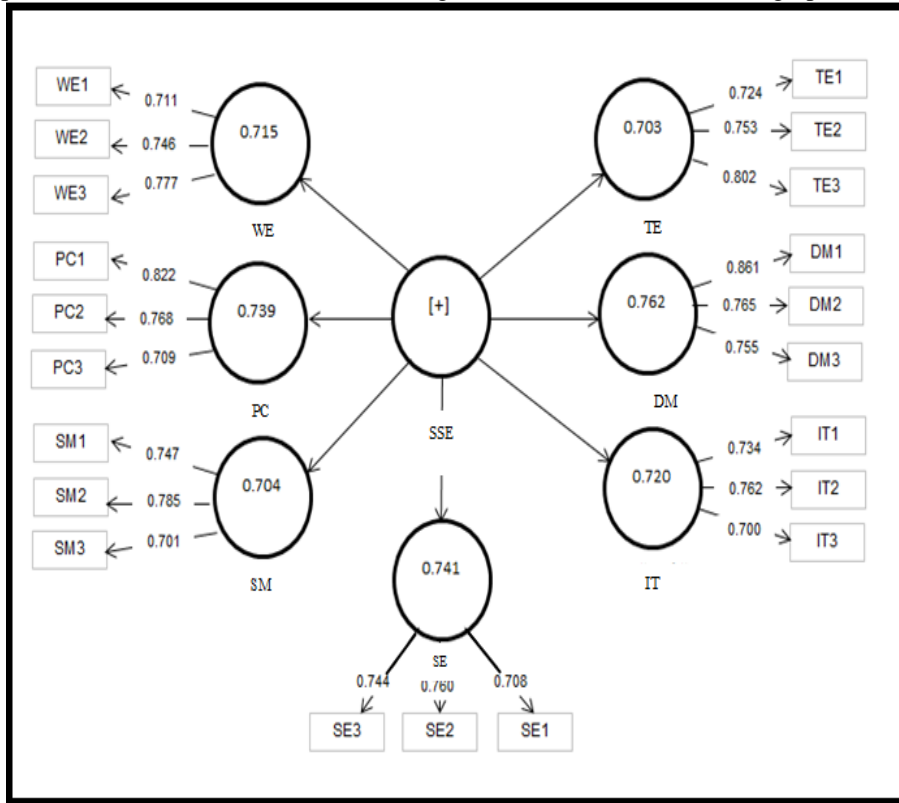 WE1
0.711
WE2
0.746
WE3
0.777
0.715
WE
TE1
0.724
TE2
0.753
TE3
0.802
0.703
TE
PC1
0.822
PC2
0.768
PC3
0.709
0.739
PC
[+]
SSE
DM1
0.861
DM2
0.765
DM3
0.755
0.762
DM
SM1
0.747
SM2
0.785
SM3
0.701
0.704
SM
IT1
0.734
IT2
0.762
IT3
0.700
0.720
IT
0.741
SE
0.744
0.760
0.708
SE3
SE2
SE1